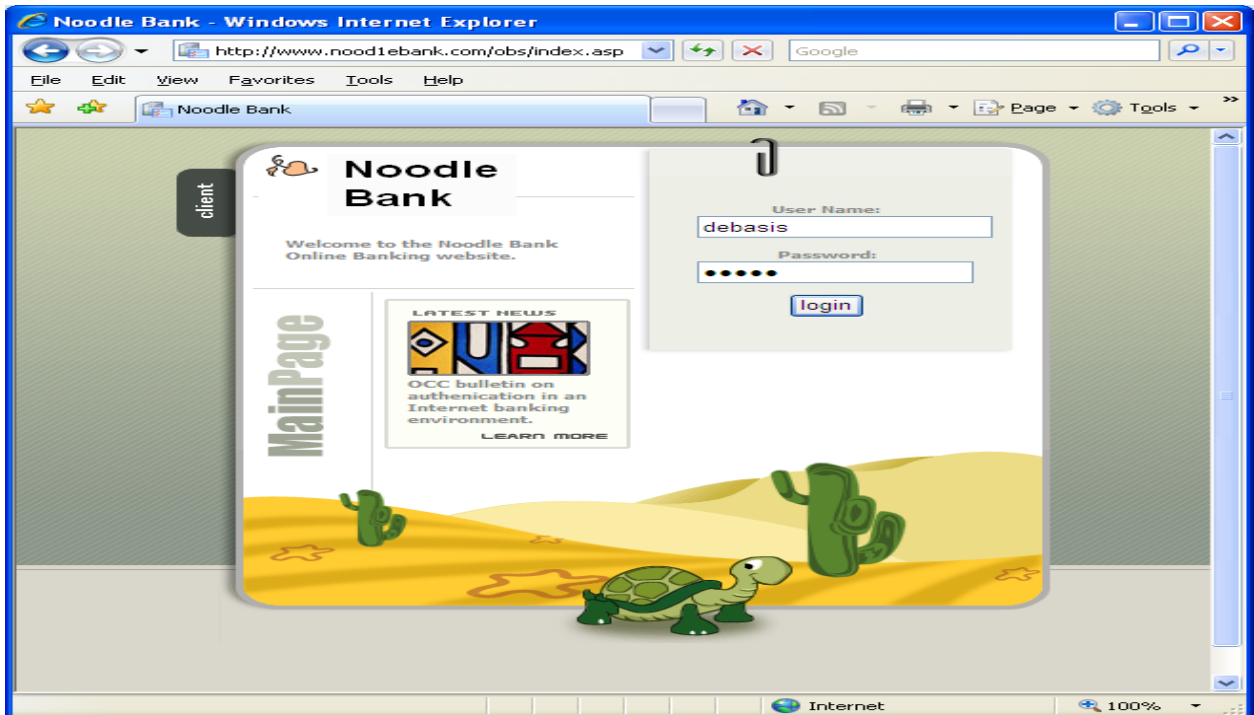 Noodle Bank - Windows Internet Explorer
http://www.nood1ebank.com/obs/index.asp
Google
File Edit View Favorites Tools Help
Noodle Bank
Page Tools »
client
Noodle
Bank
Welcome to the Noodle Bank
Online Banking website.
User Name:
debasis
Password:
•••••
login
MainPage
LATEST NEWS
OCC bulletin on
authenication in an
Internet banking
environment.
LEARN MORE
Internet
100%